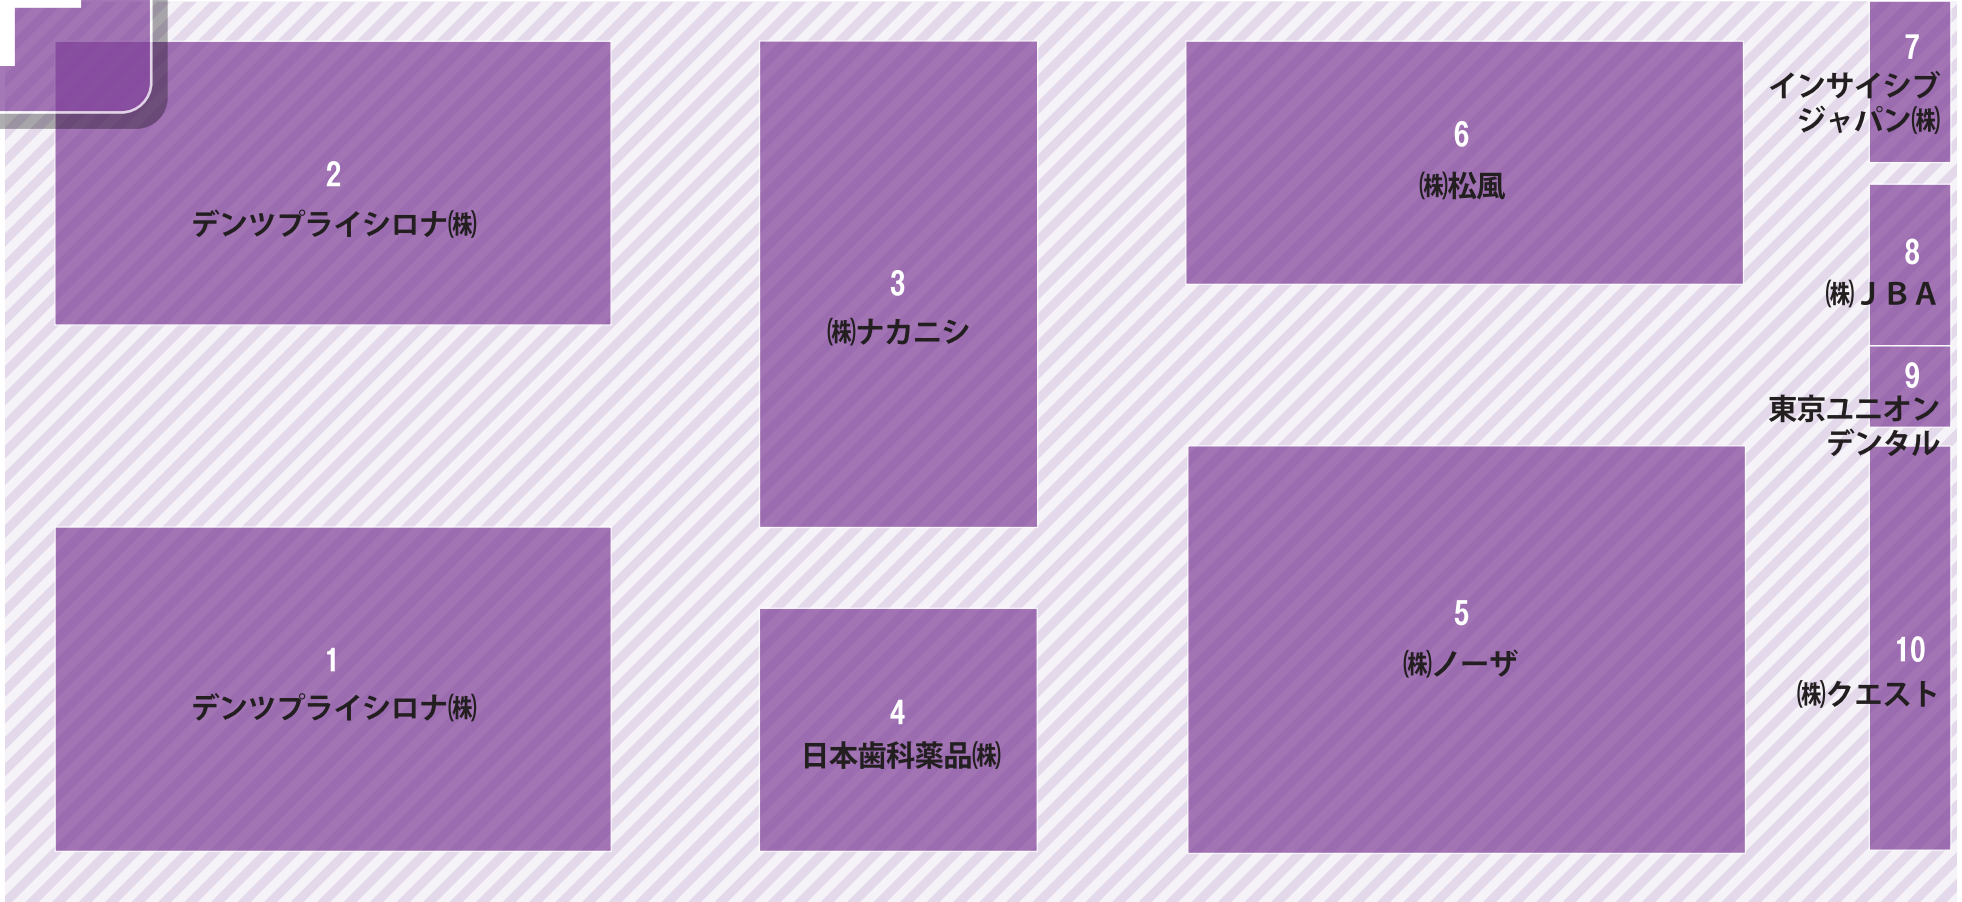 2
デンツプライシロナ㈱
1
デンツプライシロナ㈱
3
㈱ナカニシ
4
日本歯科薬品㈱
6
㈱松風
5
㈱ノーザ
7
インサイシブ
ジャパン㈱
8
㈱ＪＢＡ
9
東京ユニオン
デンタル
10
㈱クエスト